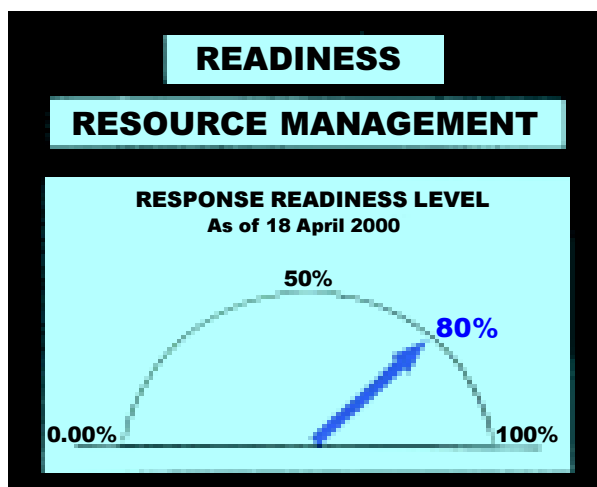 READINESS
RESOURCE MANAGEMENT
RESPONSE READINESS LEVEL
As of 18 April 2000
50%
80%
0.00%
100%